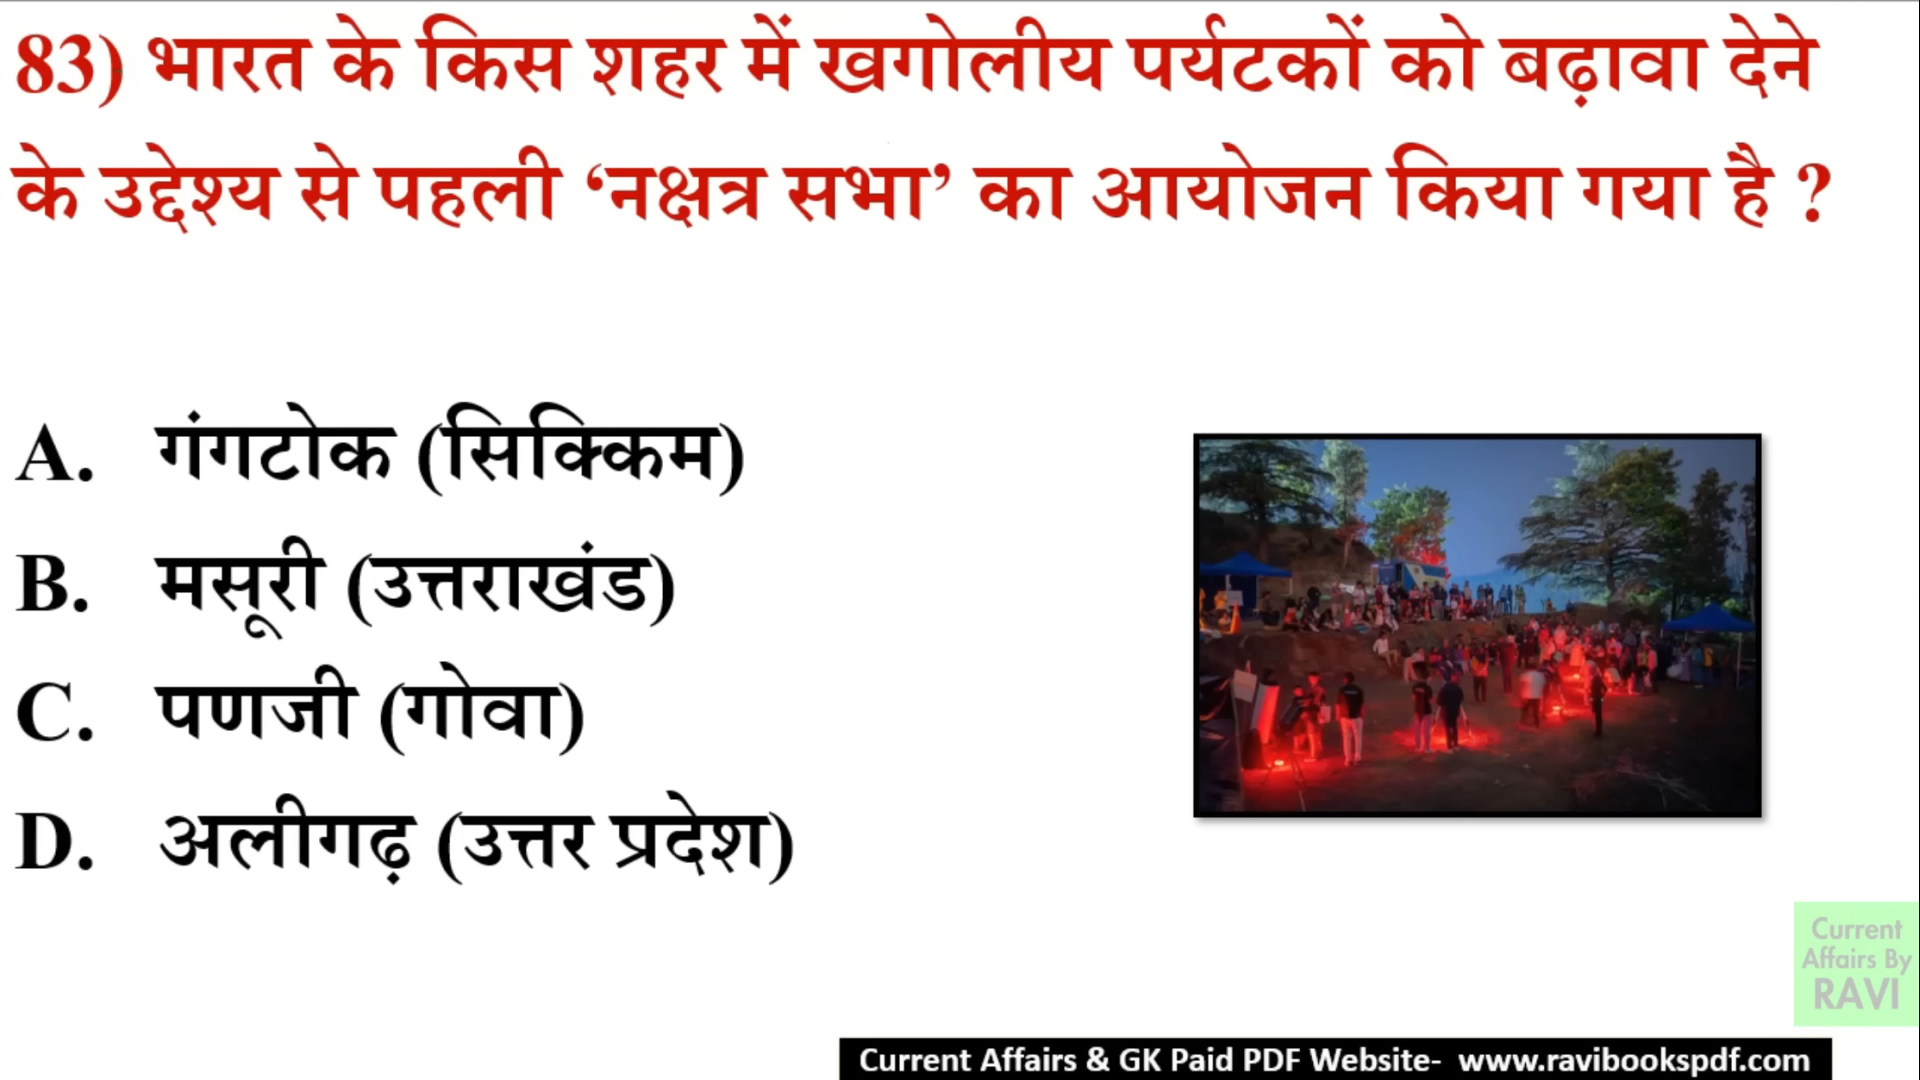 83) भारत के किस शहर में खगोलीय पर्यटकों को बढ़ावा देने
के उद्देश्य से पहली ‘नक्षत्र सभा’ का आयोजन किया गया है ?
A. गंगटोक (सिक्किम)
B. मसूरी (उत्तराखंड)
C. पणजी (गोवा)
D. अलीगढ़ (उत्तर प्रदेश)
Current
Affairs By
RAVI
Current Affairs & GK Paid PDF Website- www.ravibookspdf.com